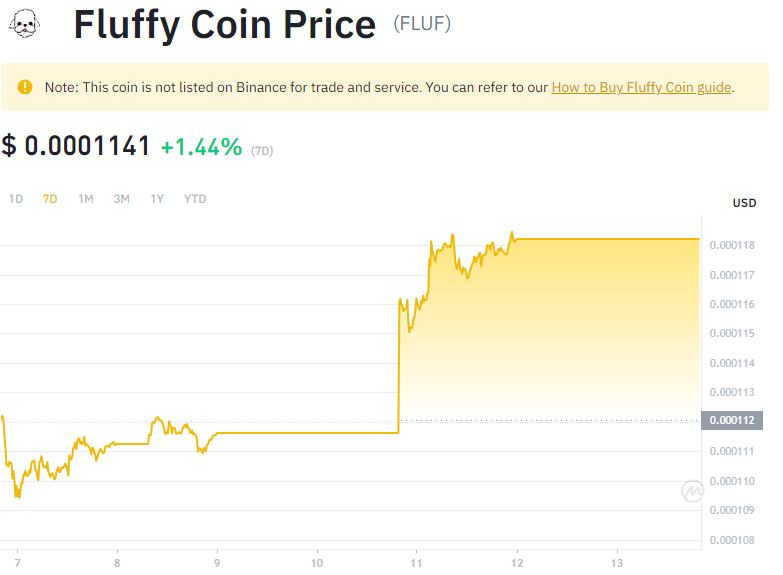 Fluffy Coin Price (FLUF)
Note: This coin is not listed on Binance for trade and service. You can refer to our How to Buy Fluffy Coin guide.
$ 0.0001141 +1.44% (7D)
1D 7D 1M 3M 1Y YTD
USD
0.000118
0.000117
0.000116
0.000115
0.000114
0.000113
0.000112
0.000111
0.000110
0.000109
0.000108
7 8 9 10 11 12 13